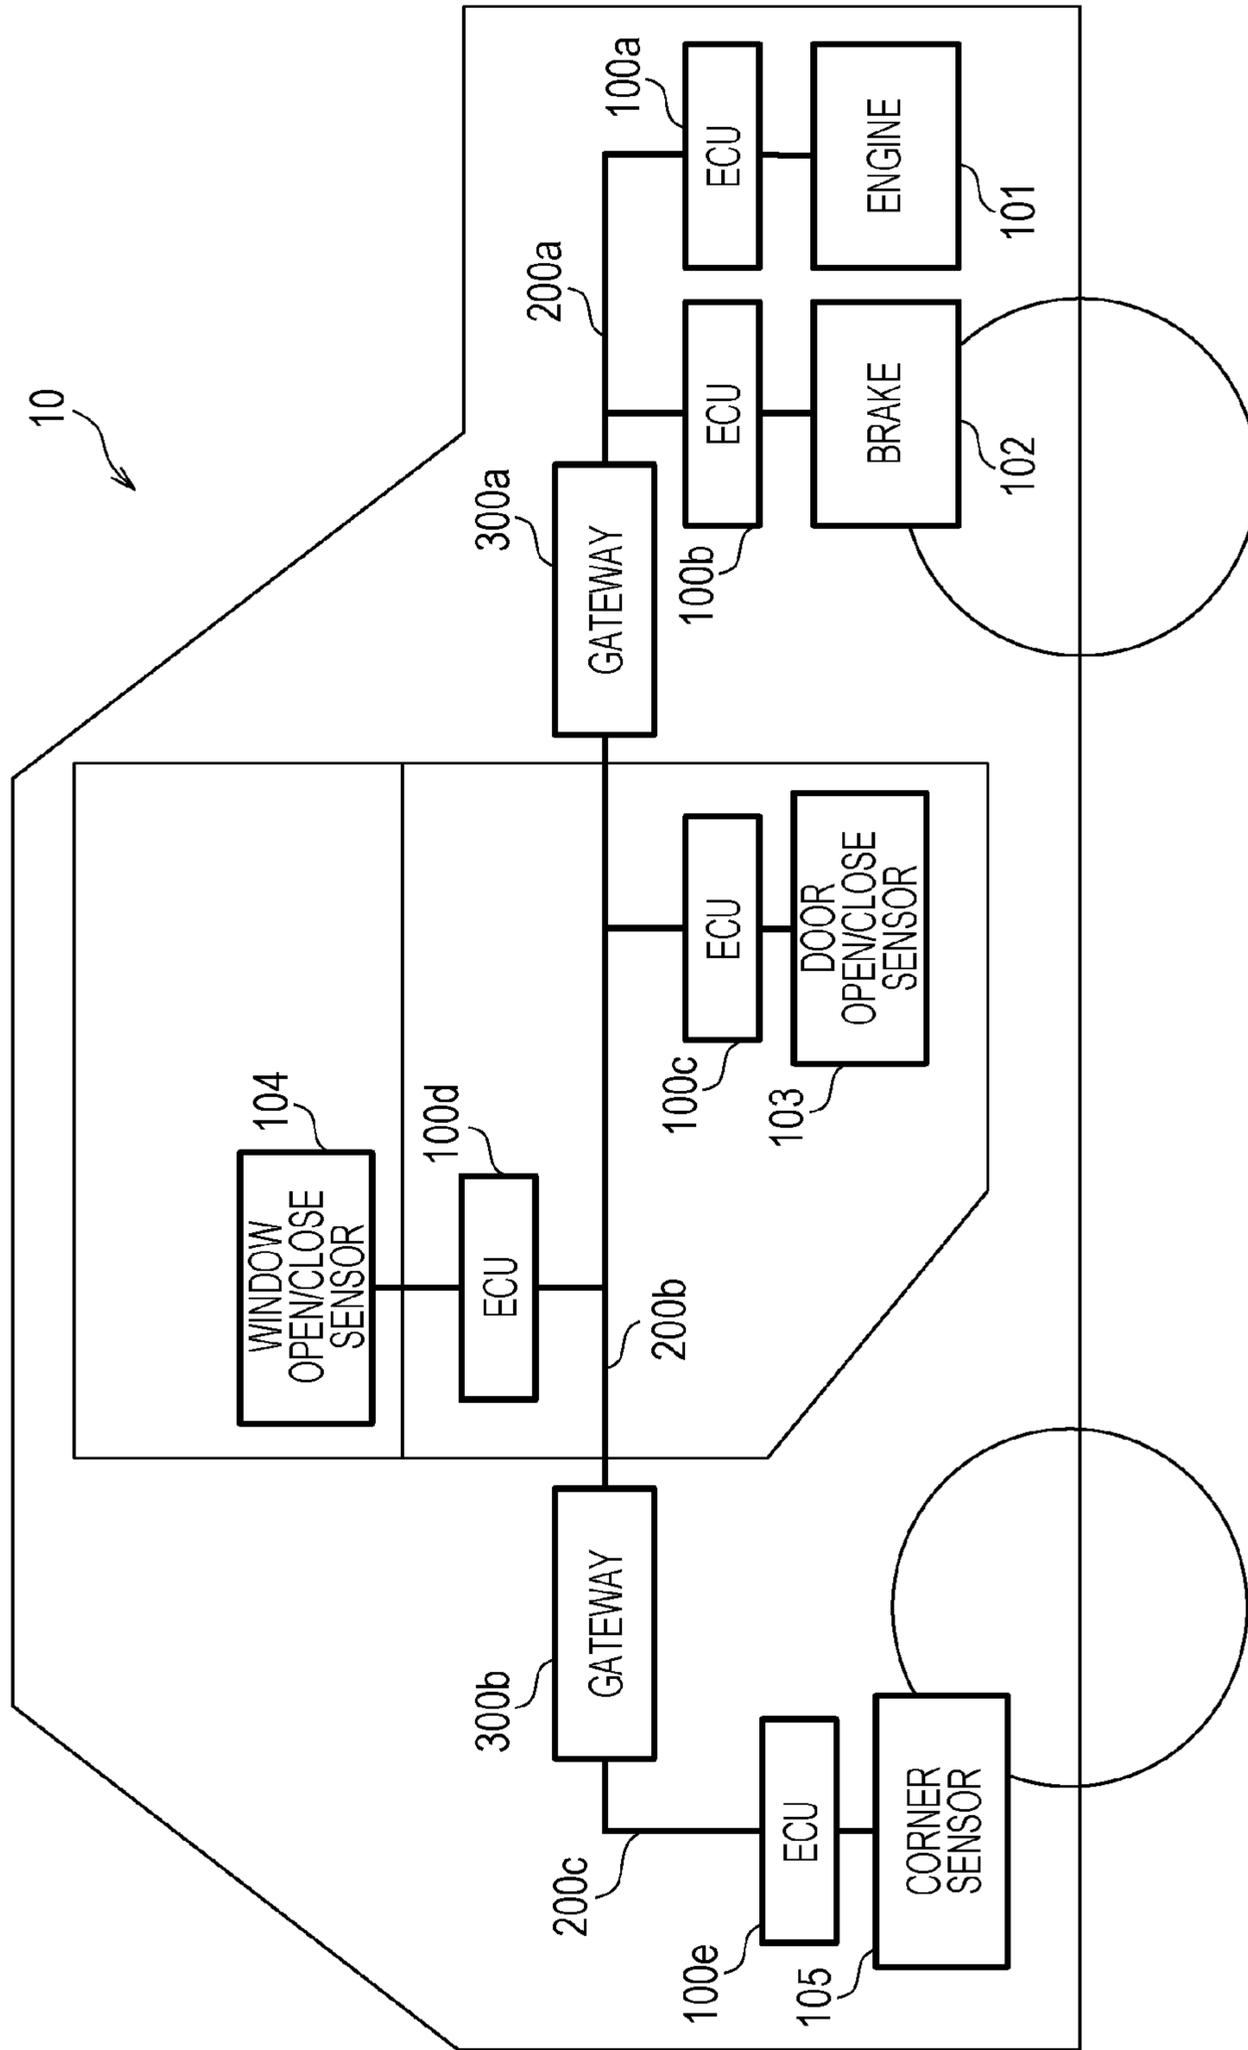 10
104
WINDOW
OPEN/CLOSE
SENSOR
100d
ECU
300b
GATEWAY
300a
GATEWAY
200a
100a
200c
200b
100e
ECU
100c
ECU
100b
ECU
ECU
105
CORNER
SENSOR
103
DOOR
OPEN/CLOSE
SENSOR
BRAKE
102
ENGINE
101